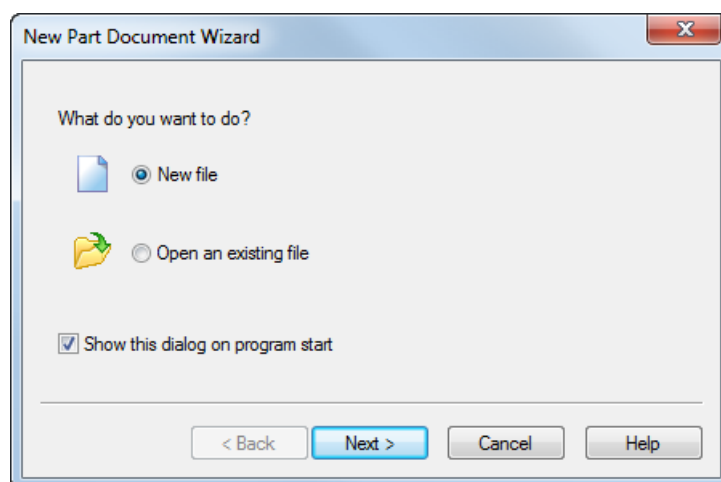 New Part Document Wizard
What do you want to do?
New file
Open an existing file
Show this dialog on program start
< Back Next > Cancel Help